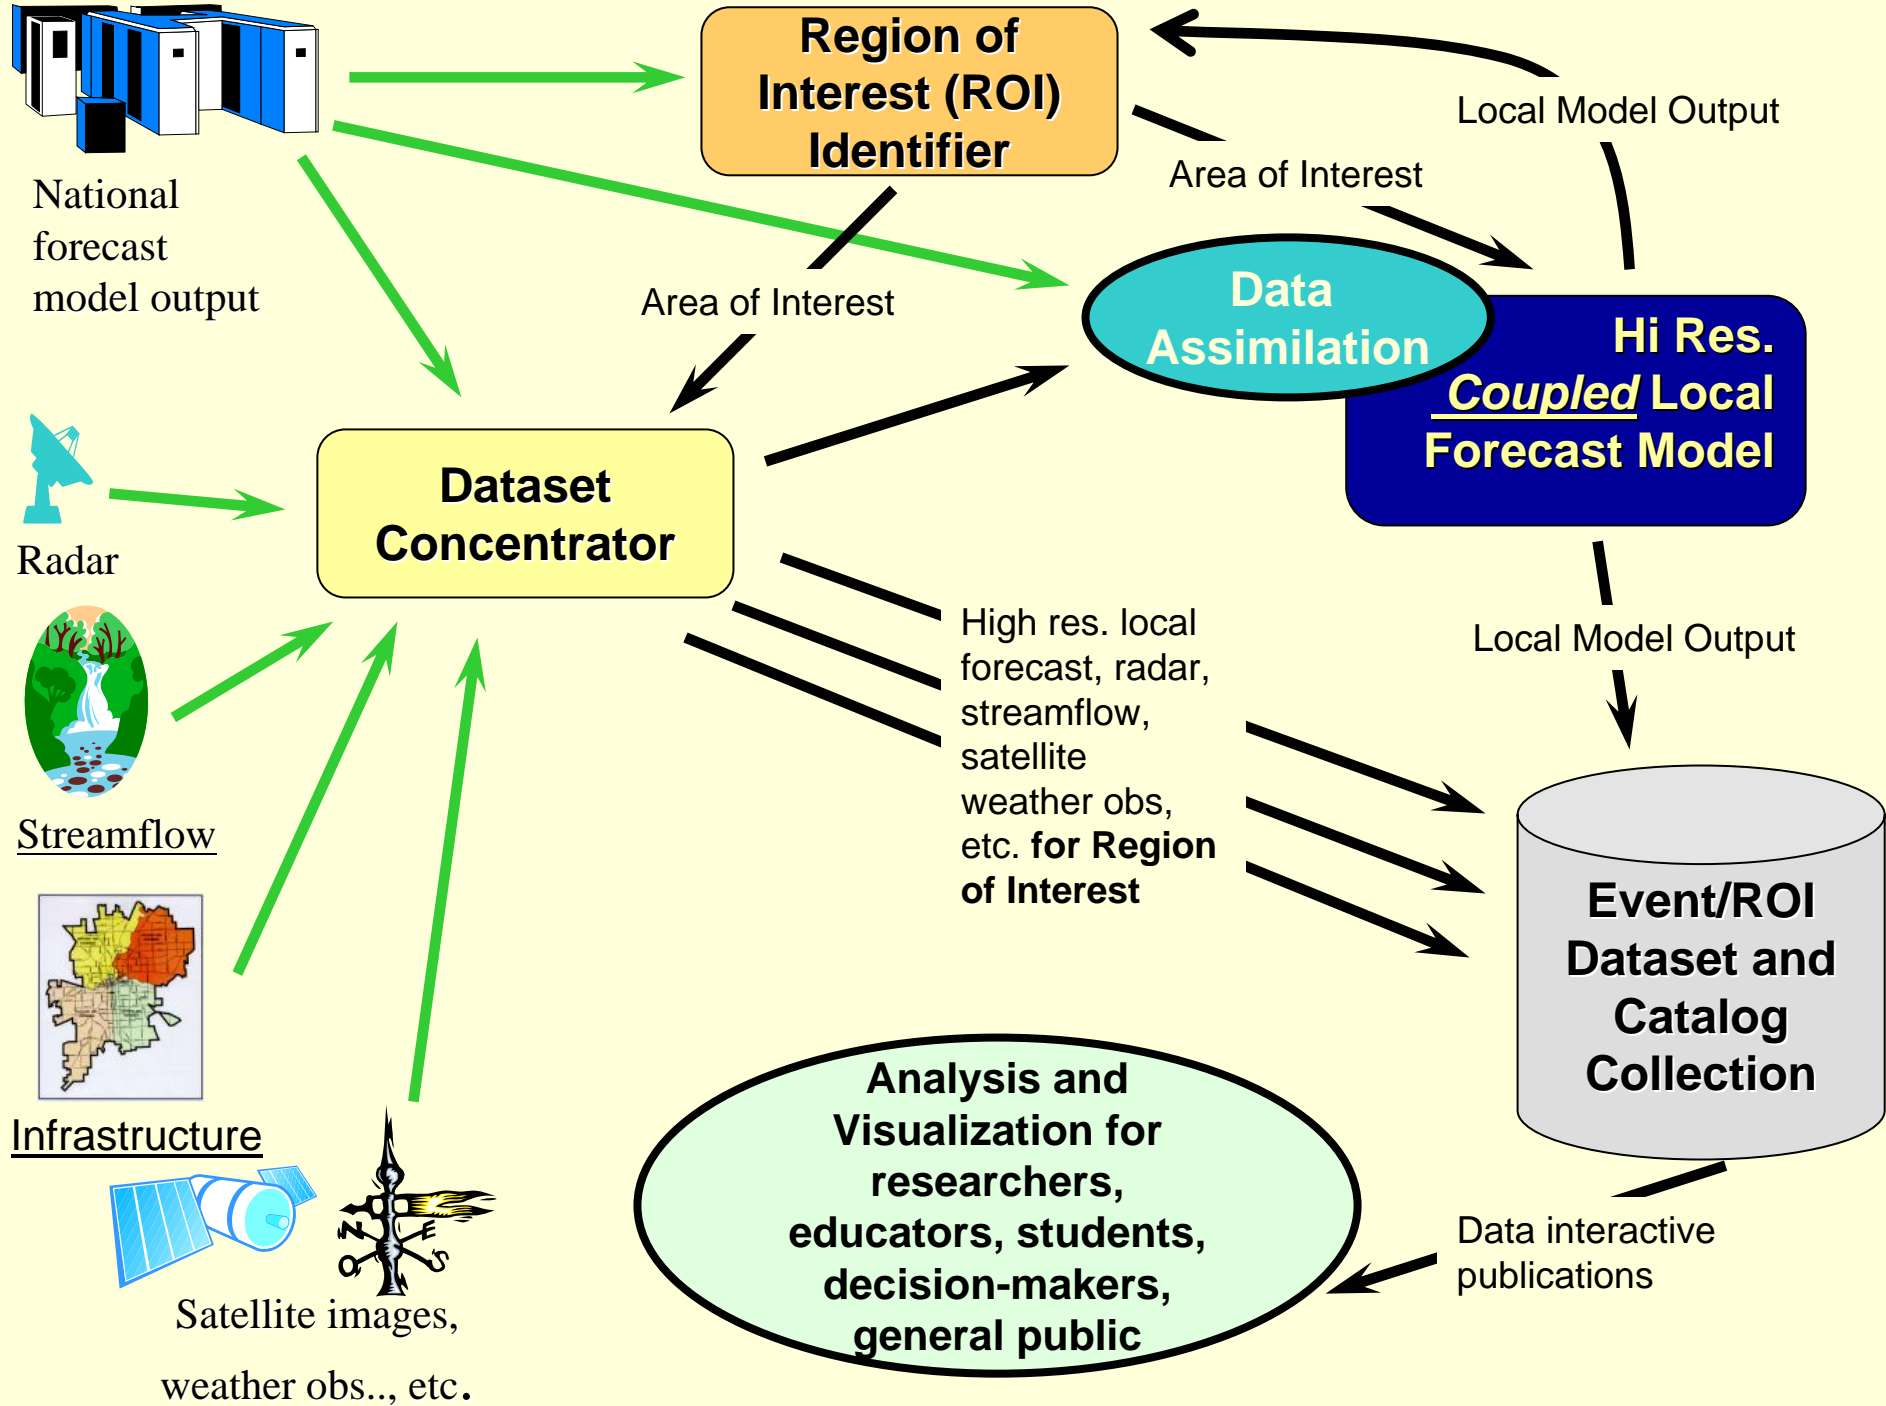 Region of
Interest (ROI)
Identifier
Local Model Output
Area of Interest
National
forecast
model output
Area of Interest
Data
Assimilation
Hi Res.
Coupled Local
Forecast Model
Dataset
Concentrator
Radar
High res. local
forecast, radar,
streamflow,
satellite
weather obs,
etc. for Region
of Interest
Local Model Output
Streamflow
Event/ROI
Dataset and
Catalog
Collection
Infrastructure
Analysis and
Visualization for
researchers,
educators, students,
decision-makers,
general public
Data interactive
publications
N
E
O
S
Satellite images,
weather obs.., etc.